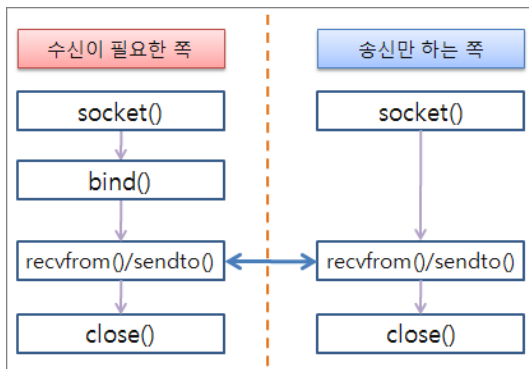 수신이 필요한 쪽
송신만 하는 쪽
socket()
socket()
bind()
recvfrom()/sendto()
recvfrom()/sendto()
close()
close()